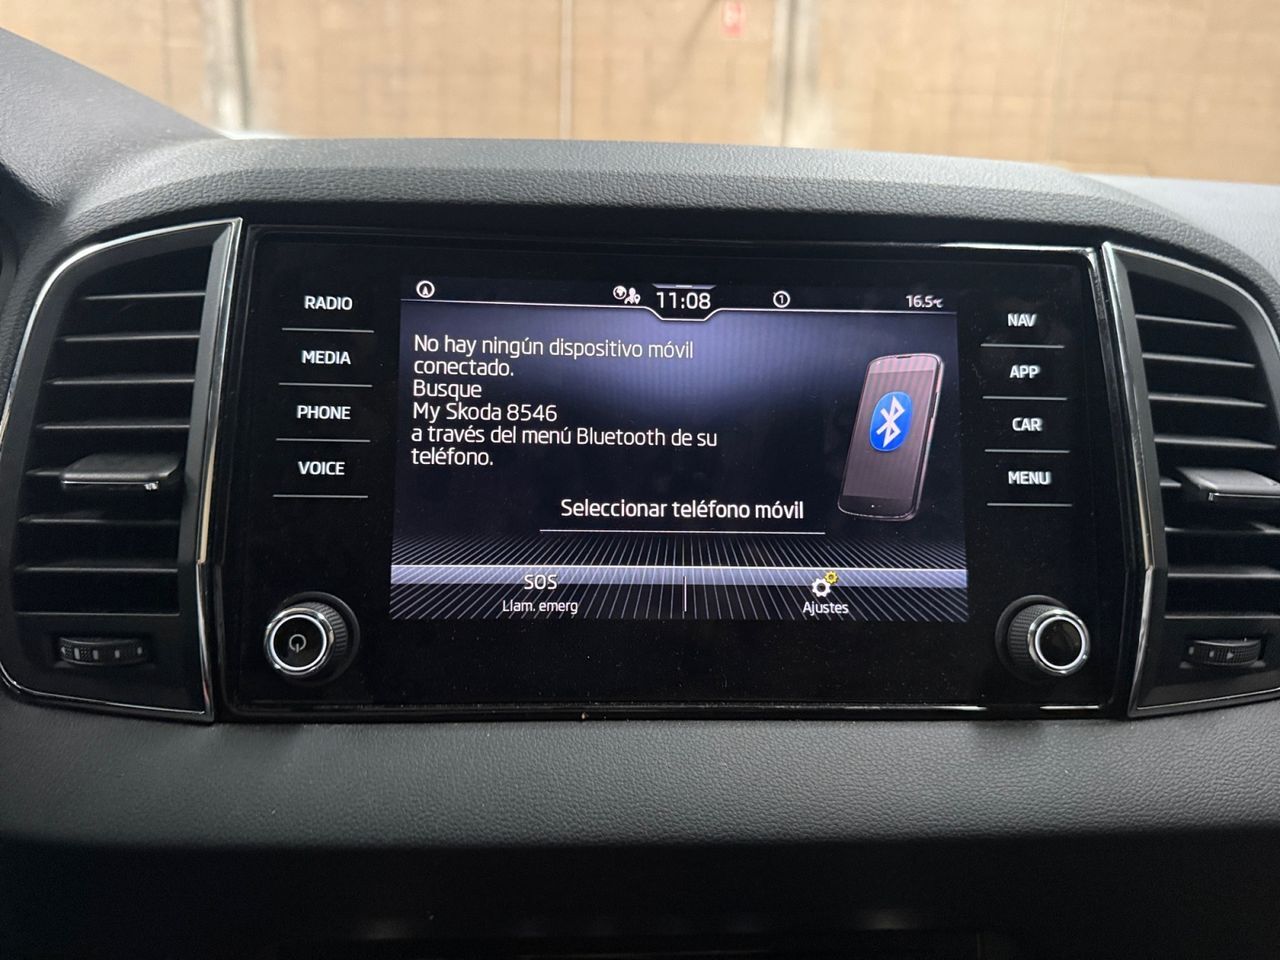 RADIO
MEDIA
PHONE
VOICE
11:08
1
16.5°C
No hay ningún dispositivo móvil
conectado.
Busque
My Skoda 8546
a través del menú Bluetooth de su
teléfono.
Seleccionar teléfono móvil
SOS
Llam. emerg
Ajustes
NAV
APP
CAR
MENU